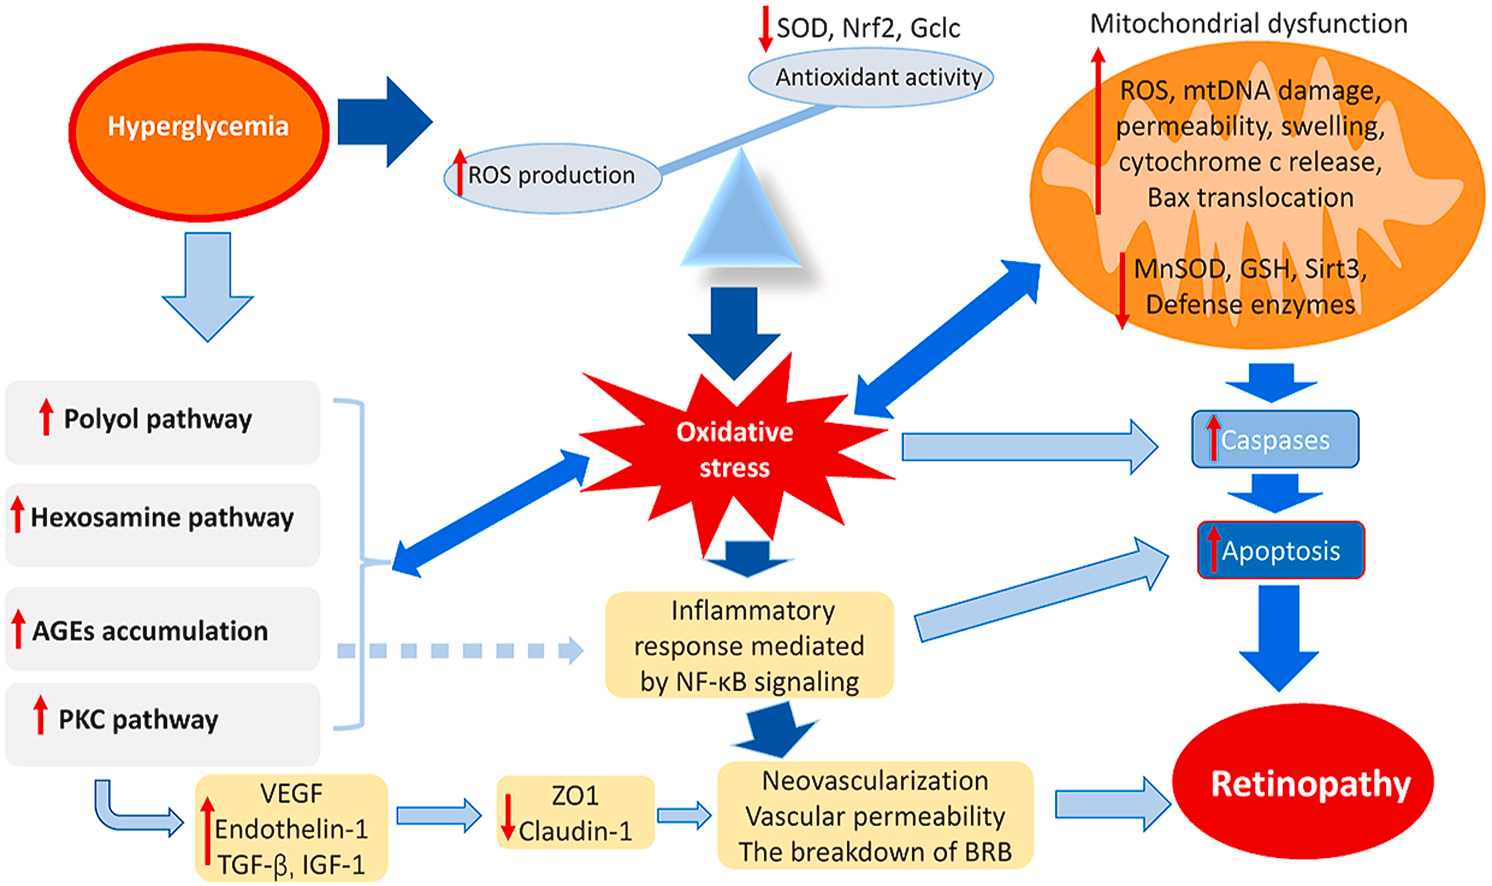 SOD, Nrf2, Gclc
Antioxidant activity
Hyperglycemia
ROS production
Mitochondrial dysfunction
ROS, mtDNA damage,
permeability, swelling,
cytochrome c release,
Bax translocation
MnSOD, GSH, Sirt3,
Defense enzymes
Polyol pathway
Hexosamine pathway
AGEs accumulation
PKC pathway
Oxidative
stress
Caspases
Apoptosis
Inflammatory
response mediated
by NF-κB signaling
VEGF
Endothelin-1
TGF-β, IGF-1
ZO1
Claudin-1
Neovascularization
Vascular permeability
The breakdown of BRB
Retinopathy